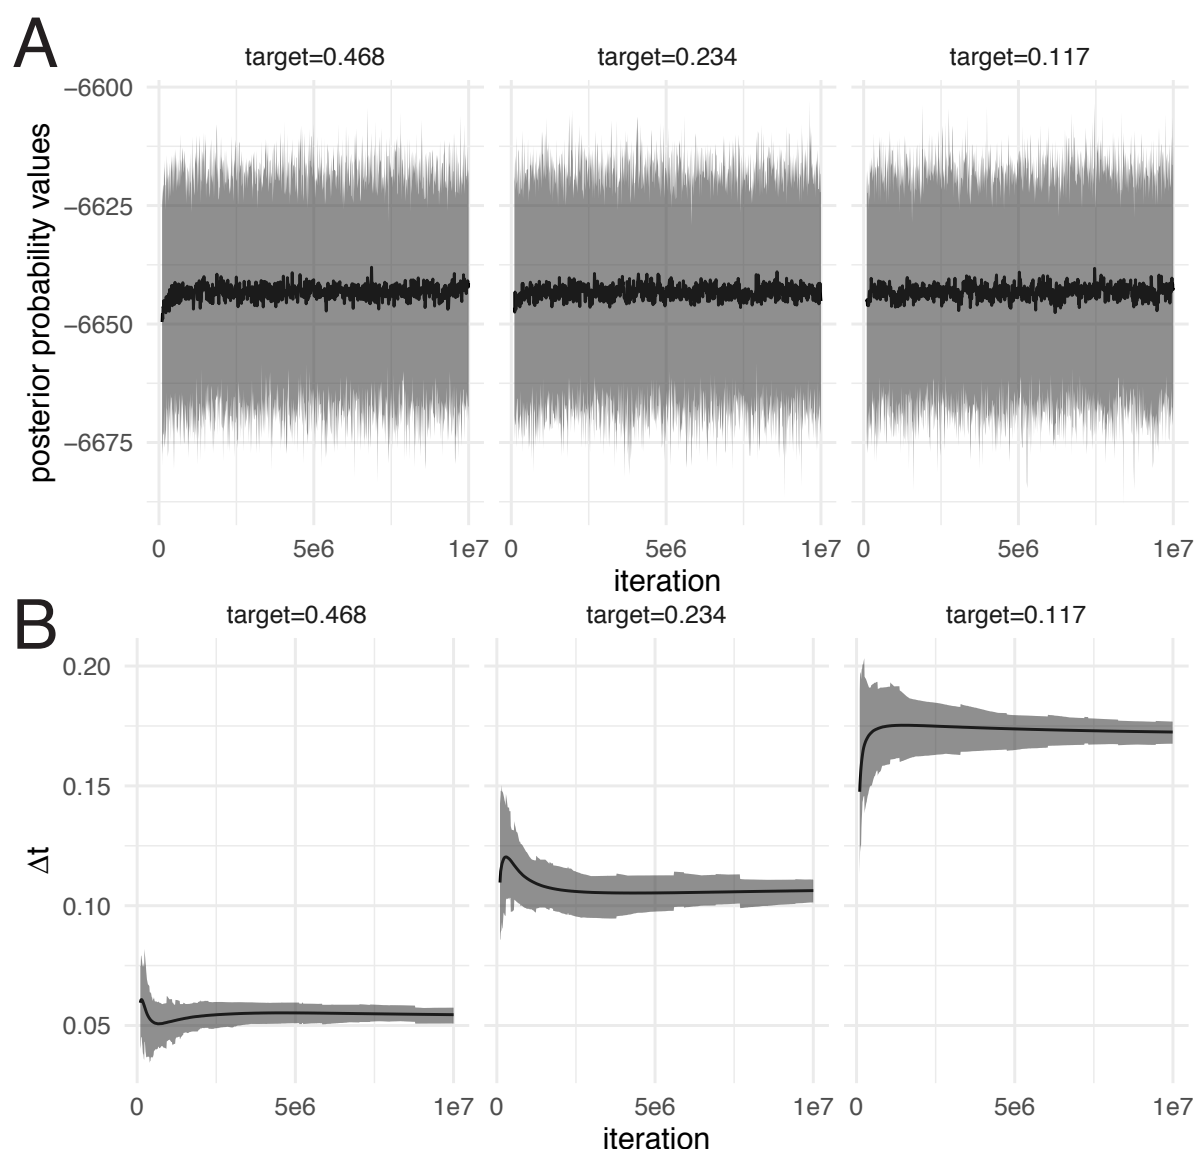 A
target=0.468 target=0.234 target=0.117
posterior probability values
−6600
−6625
−6650
−6675
0 5e6 1e7 0 5e6 1e7 0 5e6 1e7
iteration
B
target=0.468 target=0.234 target=0.117
Δt
0.20
0.15
0.10
0.05
0 5e6 1e7 0 5e6 1e7 0 5e6 1e7
iteration